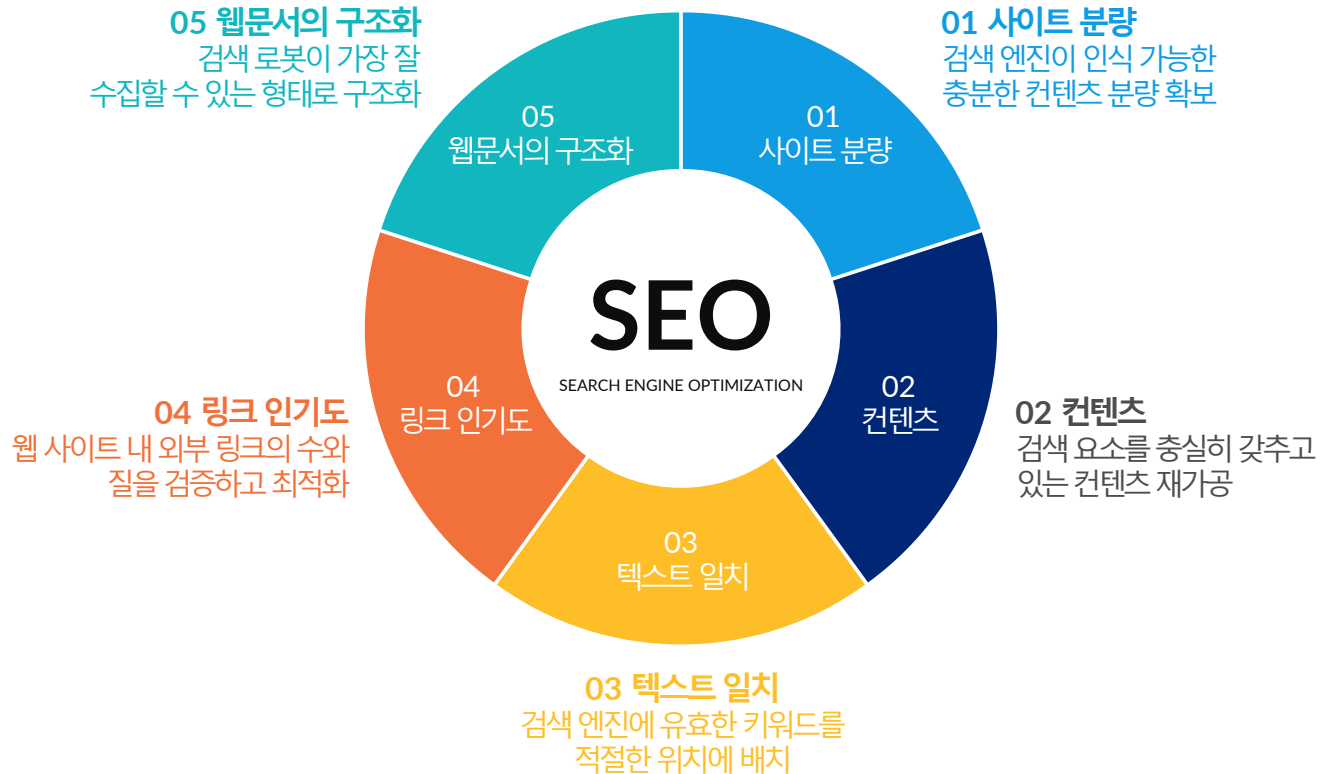 05 웹문서의 구조화
검색 로봇이 가장 잘
수집할 수 있는 형태로 구조화
01 사이트 분량
검색 엔진이 인식 가능한
충분한 컨텐츠 분량 확보
05
웹문서의 구조화
01
사이트 분량
SEO
SEARCH ENGINE OPTIMIZATION
04
링크 인기도
02
컨텐츠
04 링크 인기도
웹 사이트 내 외부 링크의 수와
질을 검증하고 최적화
02 컨텐츠
검색 요소를 충실히 갖추고
있는 컨텐츠 재가공
03
텍스트 일치
03 텍스트 일치
검색 엔진에 유효한 키워드를
적절한 위치에 배치